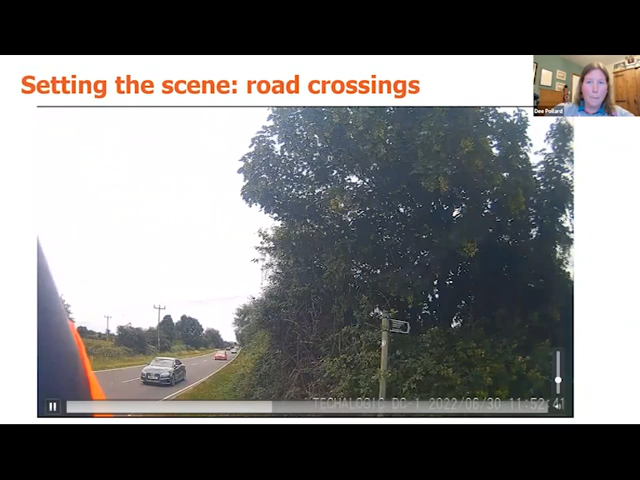 Setting the scene: road crossings
Dee Pollard
TECHALOGIC DC-1 2022/06/30 11:52:41